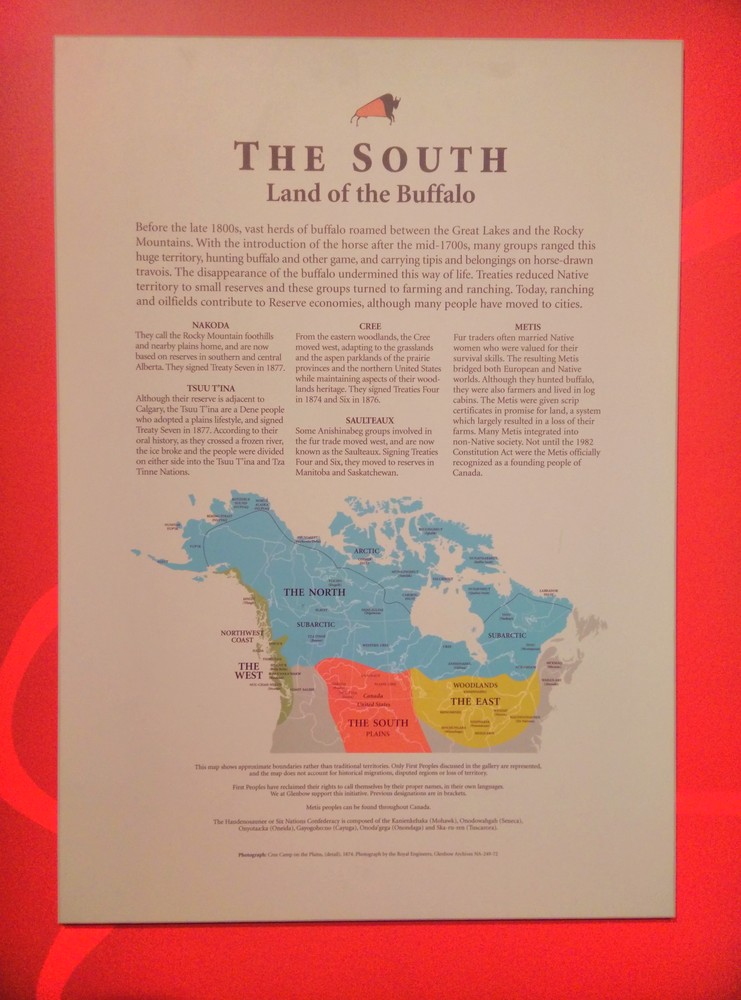 THE SOUTH
Land of the Buffalo
Before the late 1800s, vast herds of buffalo roamed between the Great Lakes and the Rocky
Mountains. With the introduction of the horse after the mid-1700s, many groups ranged this
huge territory, hunting buffalo and other game, and carrying tipis and belongings on horse-drawn
travois. The disappearance of the buffalo undermined this way of life. Treaties reduced Native
territory to small reserves and these groups turned to farming and ranching. Today, ranching
and oilfields contribute to Reserve economies, although many people have moved to cities.
NAKODA
They call the Rocky Mountain foothills
and nearby plains home, and are now
based on reserves in southern and central
Alberta. They signed Treaty Seven in 1877.
TSUU T'INA
Although their reserve is adjacent to
Calgary, the Tsuu T'ina are a Dene people
who adopted a plains lifestyle, and signed
Treaty Seven in 1877. According to their
oral history, as they crossed a frozen river,
the ice broke and the people were divided
on either side into the Tsuu T'ina and Tza
Tinne Nations.
CREE
From the eastern woodlands, the Cree
moved west, adapting to the grasslands
and the aspen parklands of the prairie
provinces and the northern United States
while maintaining aspects of their wood-
lands heritage. They signed Treaties Four
in 1874 and Six in 1876.
SAULTEAUX
Some Anishinabeg groups involved in
the fur trade moved west, and are now
known as the Saulteaux. Signing Treaties
Four and Six, they moved to reserves in
Manitoba and Saskatchewan.
METIS
Fur traders often married Native
women who were valued for their
survival skills. The resulting Metis
bridged both European and Native
worlds. Although they hunted buffalo,
they were also farmers and lived in log
cabins. The Metis were given scrip
certificates in promise for land, a system
which largely resulted in a loss of their
farms. Many Metis integrated into
non-Native society. Not until the 1982
Constitution Act were the Metis officially
recognized as a founding people of
Canada.
ARCTIC
THE NORTH
SUBARCTIC
SUBARCTIC
NORTHWEST
COAST
THE
WEST
WOODLANDS
THE EAST
Canada
United States
THE SOUTH
PLAINS
This map shows approximate boundaries rather than traditional territories. Only First Peoples discussed in the gallery are represented,
and the map does not account for historical migrations, disputed regions or loss of territory.
First Peoples have reclaimed their rights to call themselves by their proper names, in their own languages.
We at Glenbow support this initiative. Previous designations are in brackets.
Metis peoples can be found throughout Canada.
The Haudenosaunee or Six Nations Confederacy is composed of the Kanienkehaka (Mohawk), Onodowahgah (Seneca),
(Oneida), (Cayuga), (Onondaga) and Ska-ru-ren (Tuscarora).
Photograph: Cree Camp on the Plains, (detail), 1874. Photograph by the Royal Engineers. Glenbow Archives NA-249-